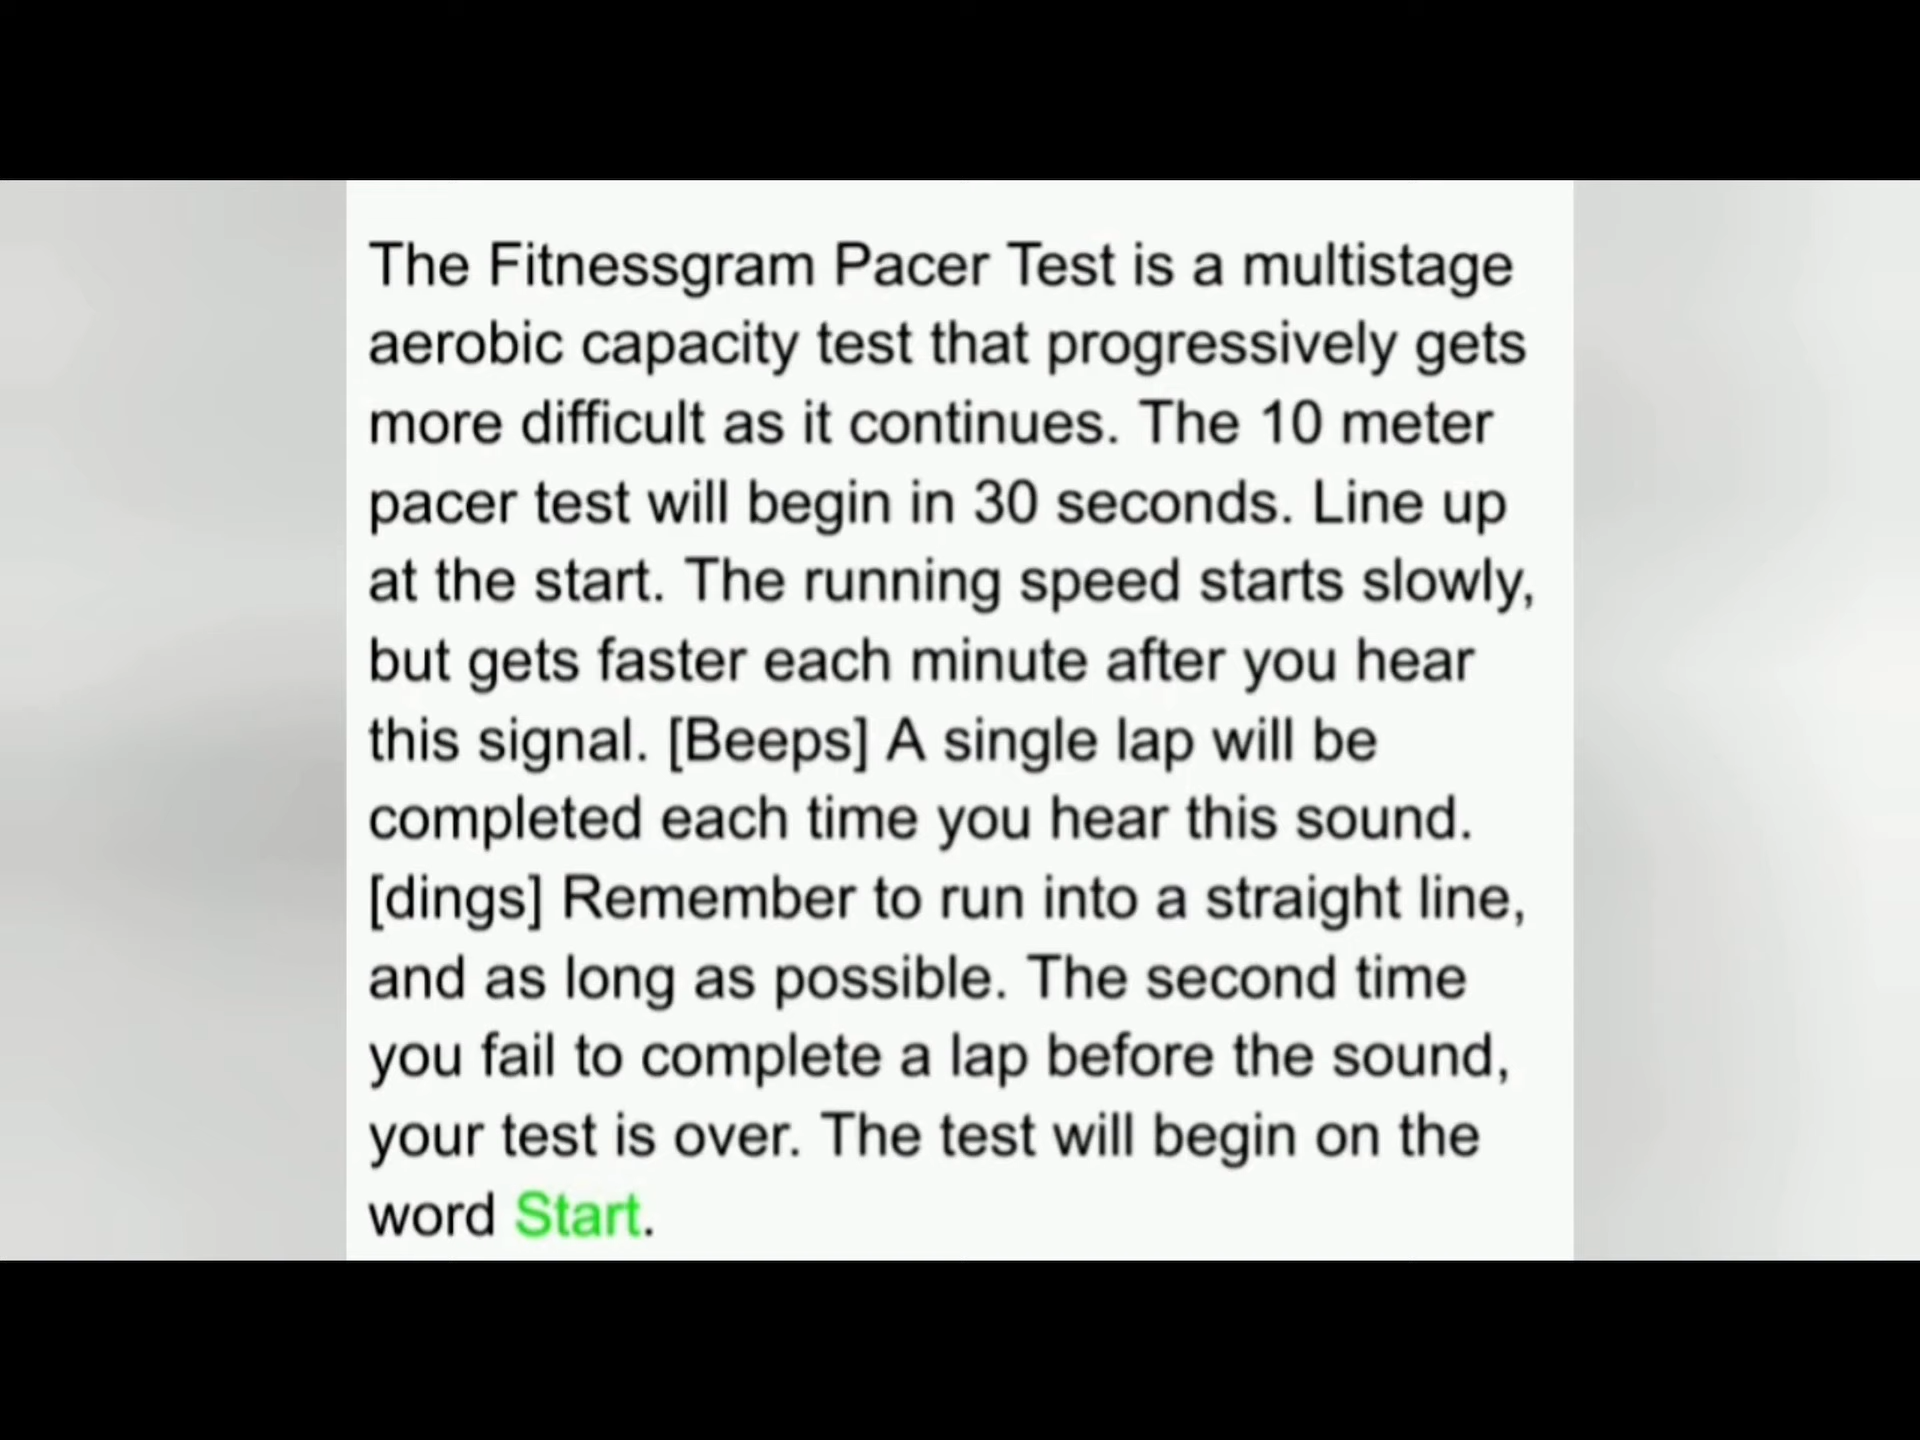 The Fitnessgram Pacer Test is a multistage
aerobic capacity test that progressively gets
more difficult as it continues. The 10 meter
pacer test will begin in 30 seconds. Line up
at the start. The running speed starts slowly,
but gets faster each minute after you hear
this signal. [Beeps] A single lap will be
completed each time you hear this sound.
[dings] Remember to run into a straight line,
and as long as possible. The second time
you fail to complete a lap before the sound,
your test is over. The test will begin on the
word Start.